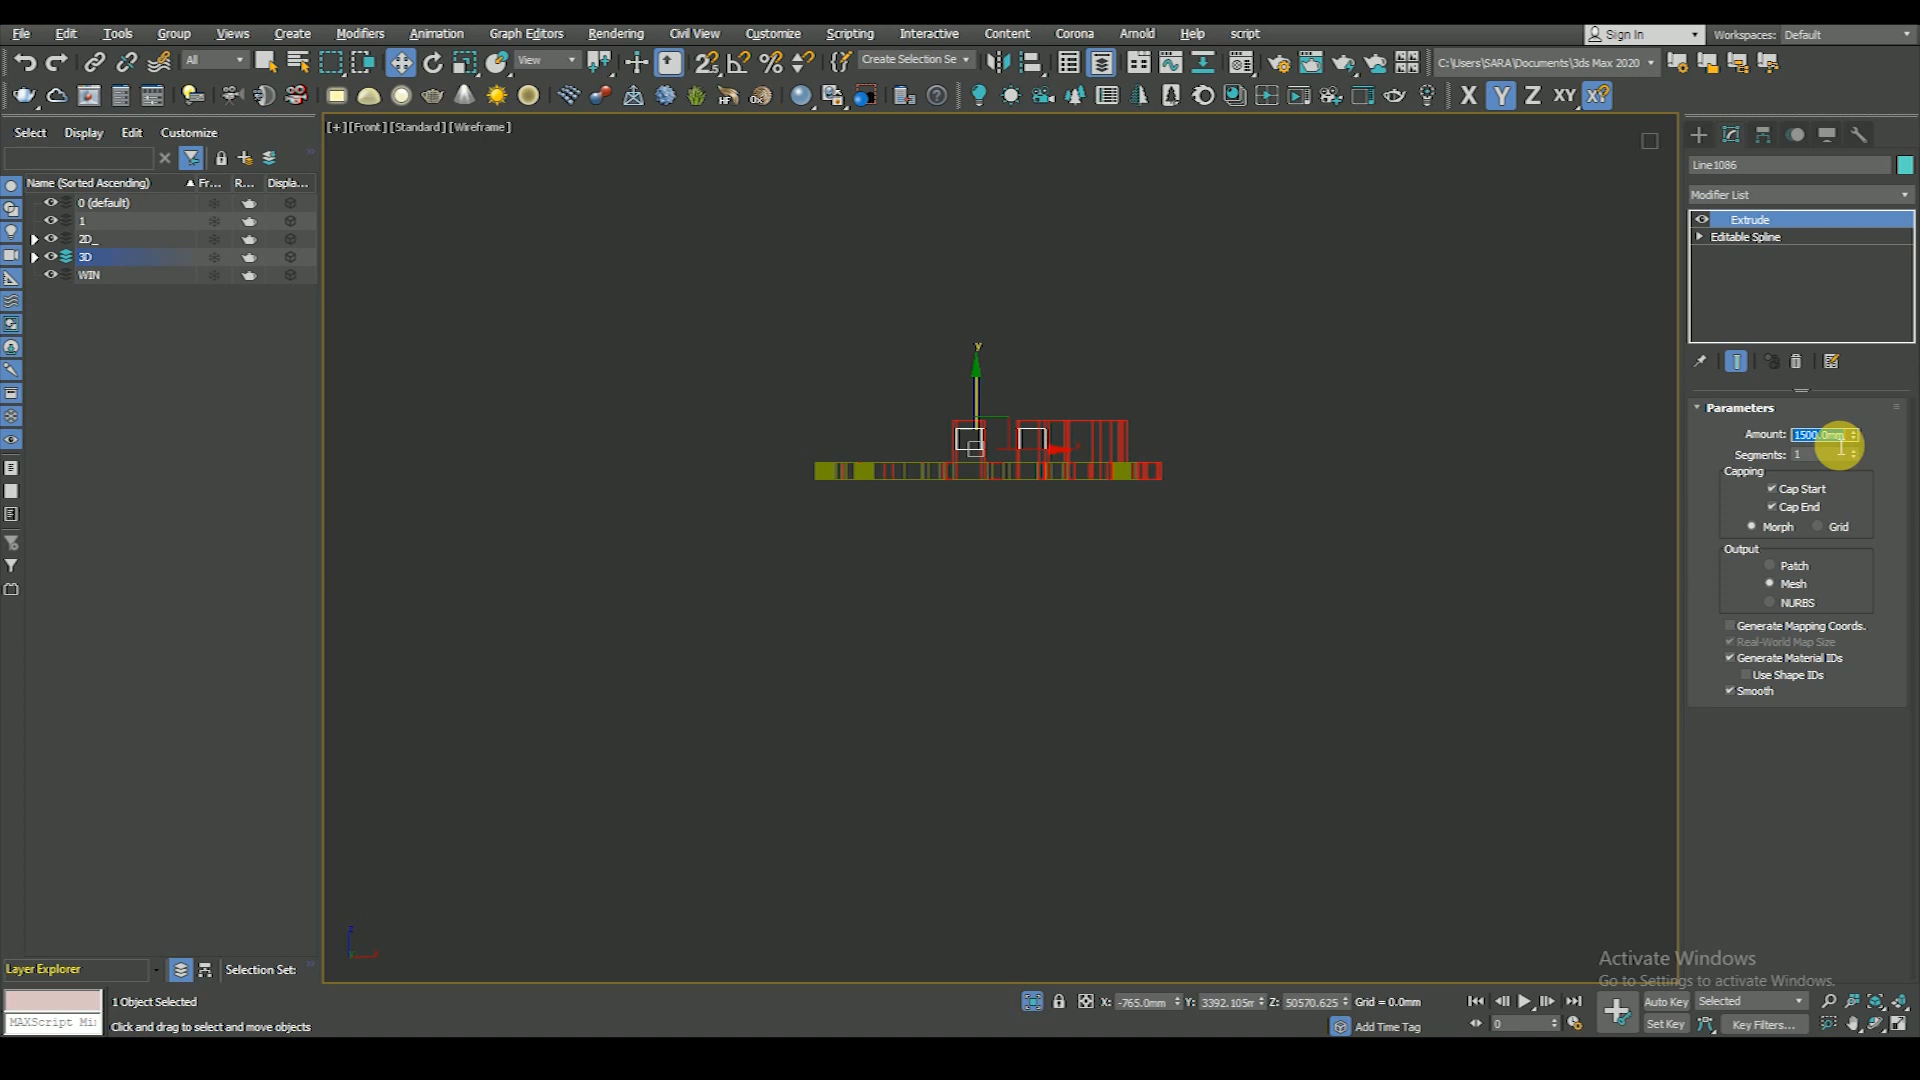 File Edit Tools Group Views Create Modifiers Animation Graph Editors Rendering Civil View Customize Scripting Interactive Content Corona Arnold Help script Sign In Workspaces: Default
All View Create Selection Se C:\Users\SARA\Documents\3ds Max 2020
X Y Z XY
Select Display Edit Customize
[+] [Front] [Standard] [Wireframe]
Line1086
Name (Sorted Ascending) Fr... R... Displa...
Modifier List
0 (default)
1
2D_
3D
WIN
Extrude
Editable Spline
y
Parameters
Amount: 1500.0mm
Segments: 1
Capping
Cap Start
Cap End
Morph Grid
Output
Patch
Mesh
NURBS
Generate Mapping Coords.
Real-World Map Size
Generate Material IDs
Use Shape IDs
Smooth
z
Activate Windows
Go to Settings to activate Windows.
Layer Explorer Selection Set:
1 Object Selected X: -765.0mm Y: 3392.105m Z: 50570.625 Grid = 0.0mm Auto Key Selected
MAXScript Mi Click and drag to select and move objects Add Time Tag 0 Set Key Key Filters...